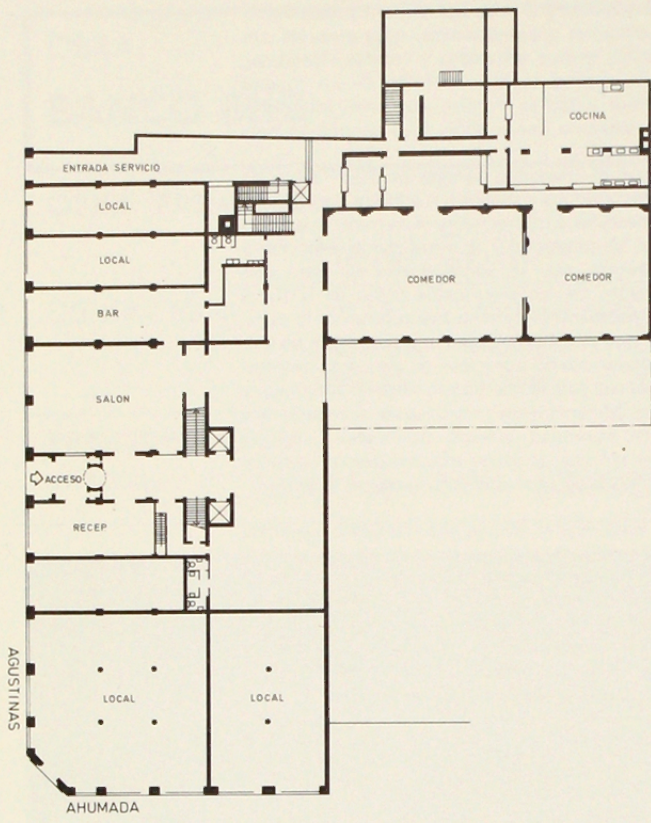 COCINA
ENTRADA SERVICIO
LOCAL
LOCAL
BAR
COMEDOR
COMEDOR
SALON
ACCESO
RECEP
LOCAL
LOCAL
AGUSTINAS
AHUMADA